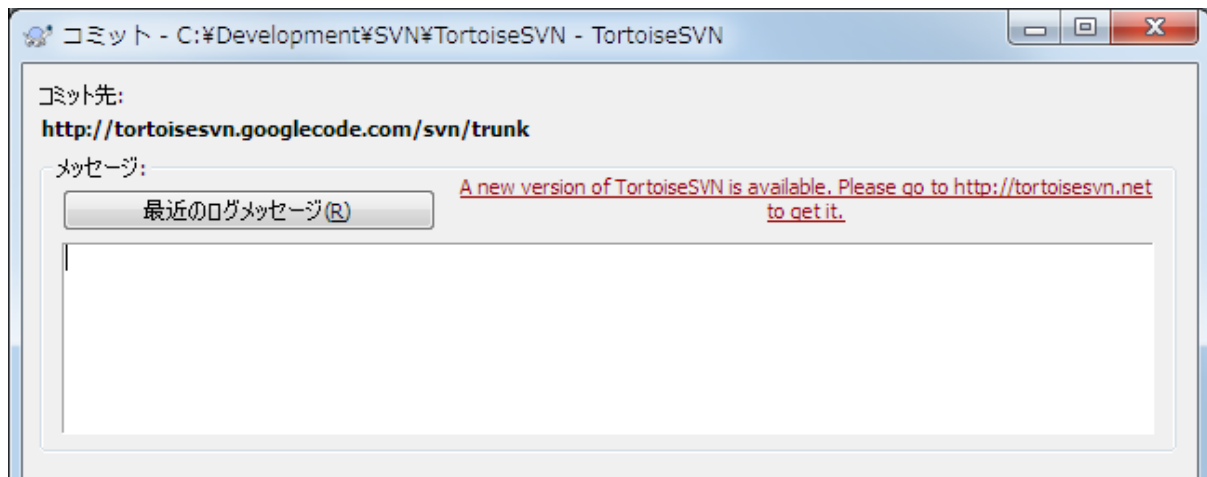 コミット - C:¥Development¥SVN¥TortoiseSVN - TortoiseSVN
コミット先:
http://tortoisesvn.googlecode.com/svn/trunk
メッセージ:
最近のログメッセージ(R)
A new version of TortoiseSVN is available. Please go to http://tortoisesvn.net
to get it.